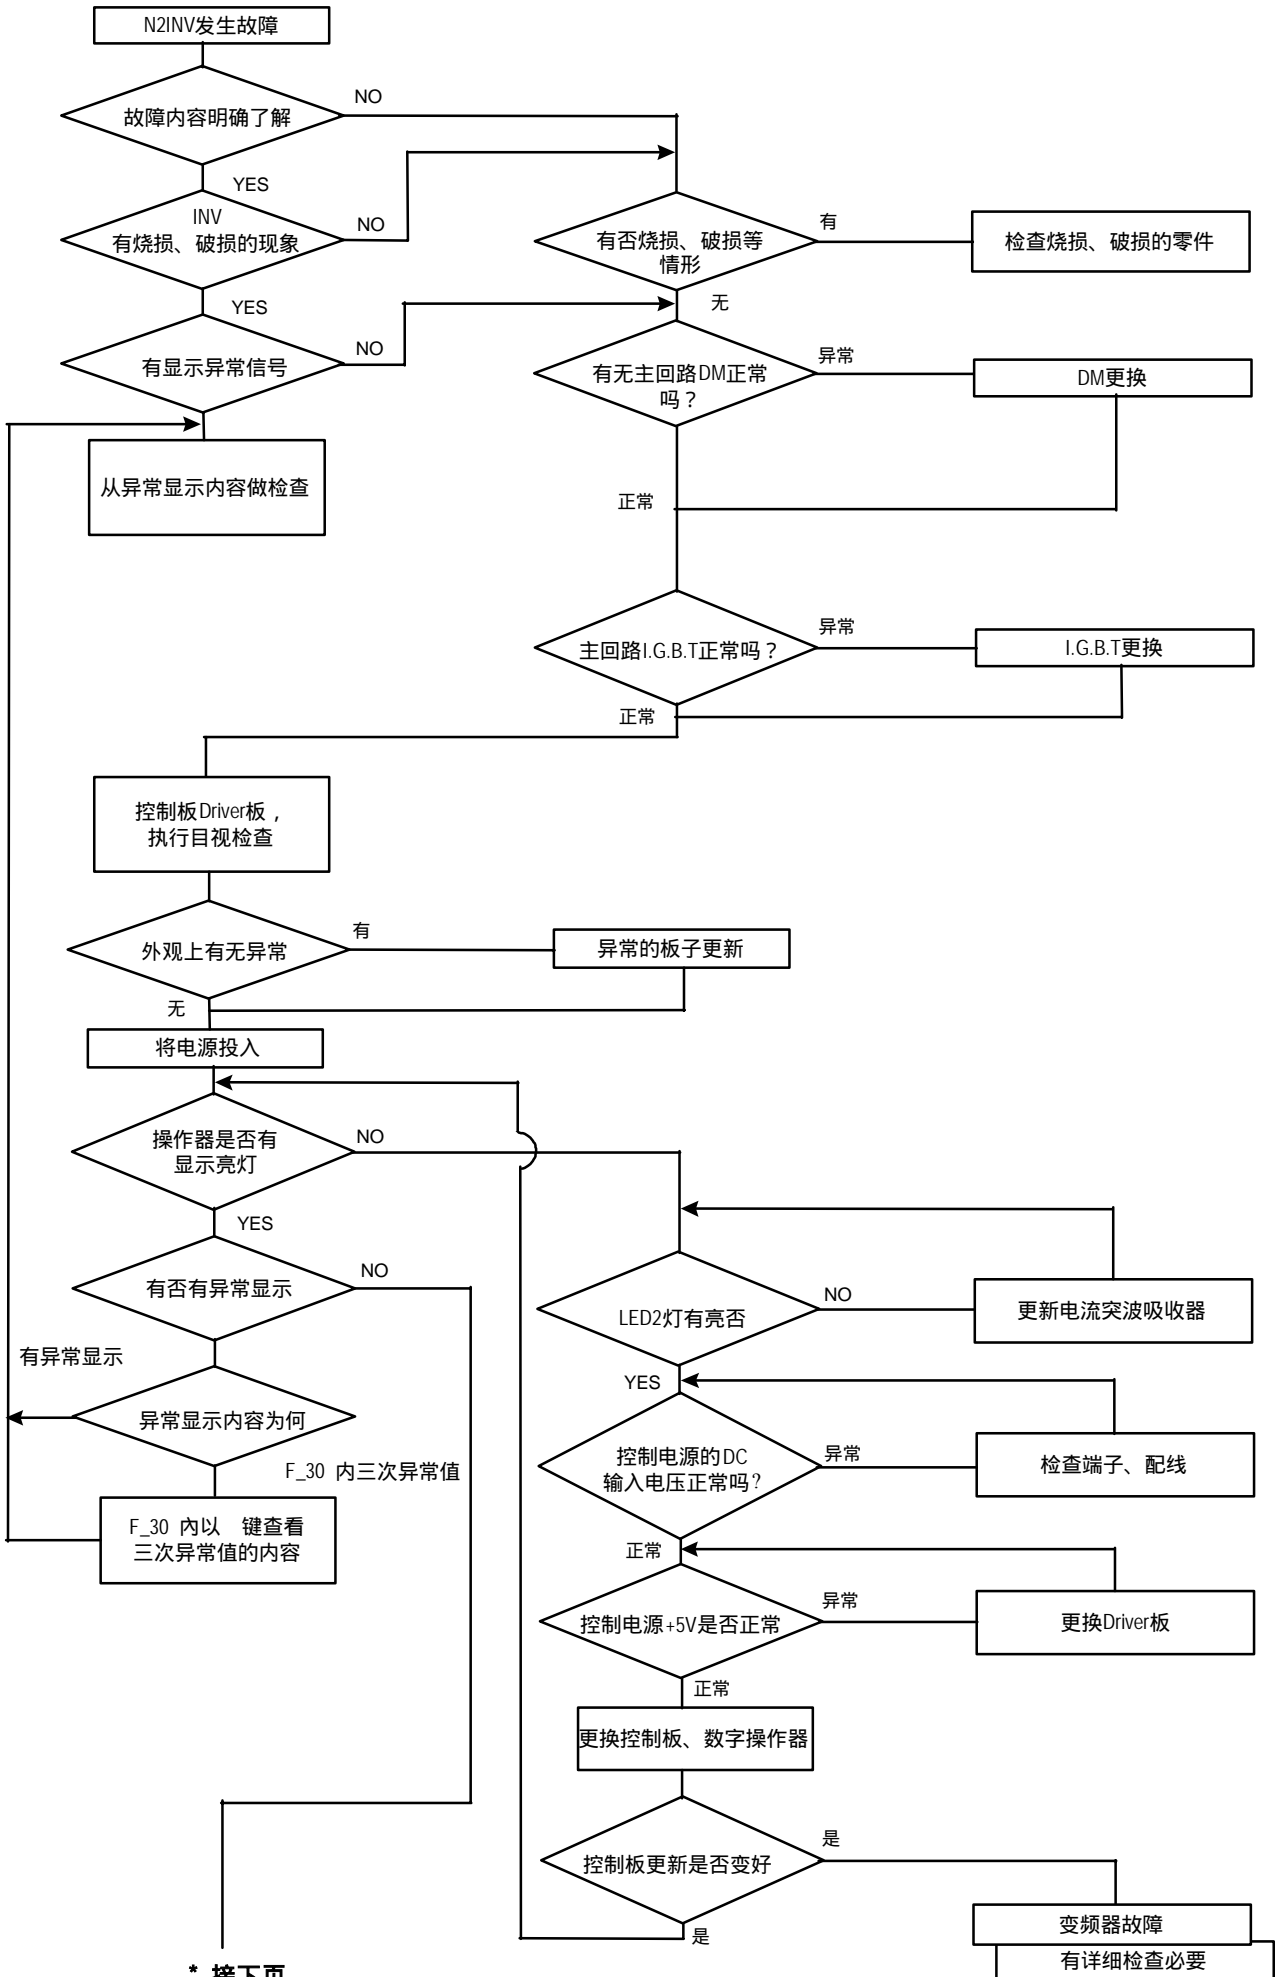 N2INV发生故障
故障内容明确了解
NO
YES
INV
有烧损、破损的现象
NO
有否烧损、破损等
情形
有
检查烧损、破损的零件
YES
无
有显示异常信号
NO
有无主回路DM正常
吗？
异常
DM更换
从异常显示内容做检查
正常
主回路I.G.B.T正常吗？
异常
I.G.B.T更换
正常
控制板Driver板，
执行目视检查
外观上有无异常
有
异常的板子更新
无
将电源投入
操作器是否有
显示亮灯
NO
YES
有否有异常显示
NO
LED2灯有亮否
NO
更新电流突波吸收器
有异常显示
YES
异常显示内容为何
控制电源的DC
输入电压正常吗?
异常
检查端子、配线
F_30 内三次异常值
F_30 內以 键查看
三次异常值的内容
正常
控制电源+5V是否正常
异常
更换Driver板
正常
更换控制板、数字操作器
控制板更新是否变好
是
变频器故障
是
有详细检查必要
* 接下页